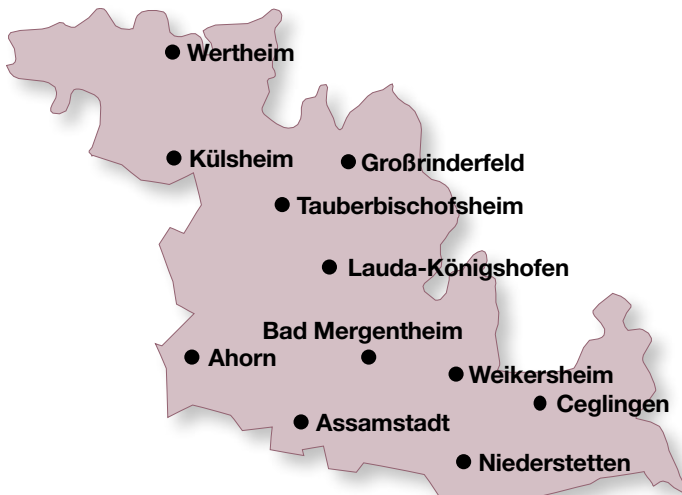 Wertheim
Külsheim
Großrinderfeld
Tauberbischofsheim
Lauda-Königshofen
Bad Mergentheim
Ahorn
Weikersheim
Ceglingen
Assamstadt
Niederstetten